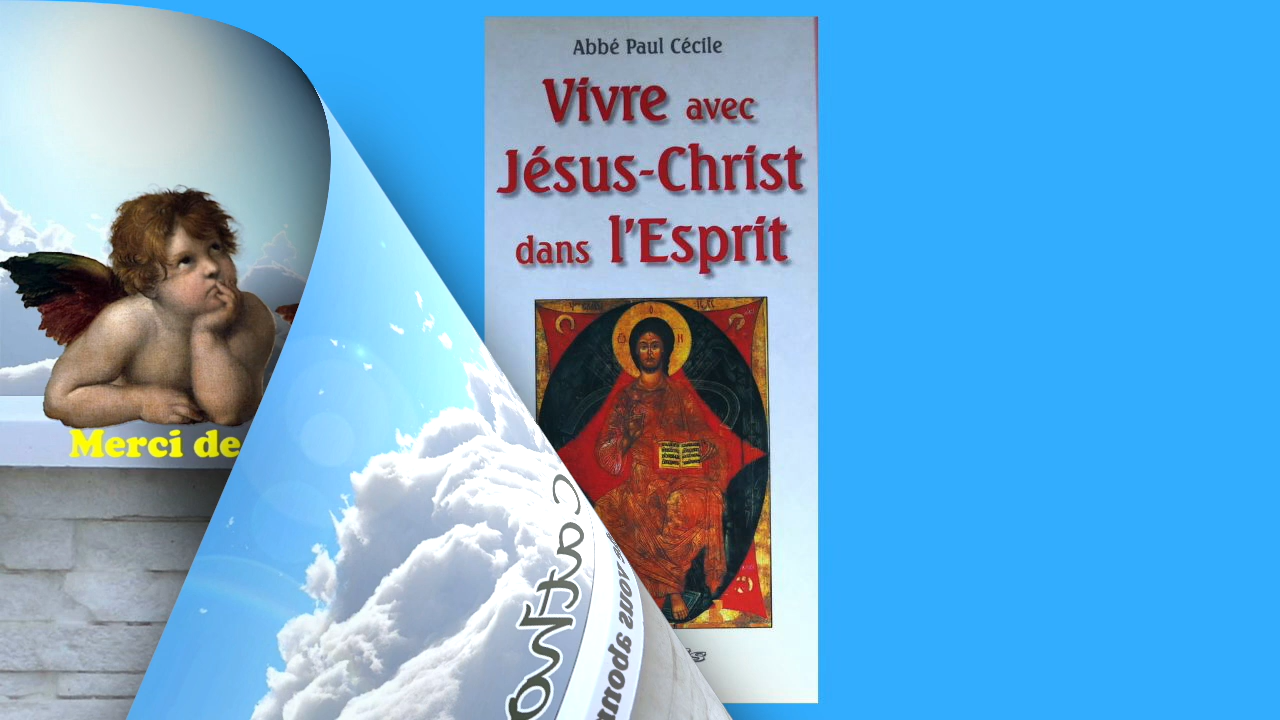 Abbé Paul Cécile
Vivre avec
Jésus-Christ
dans l'Esprit
Merci de